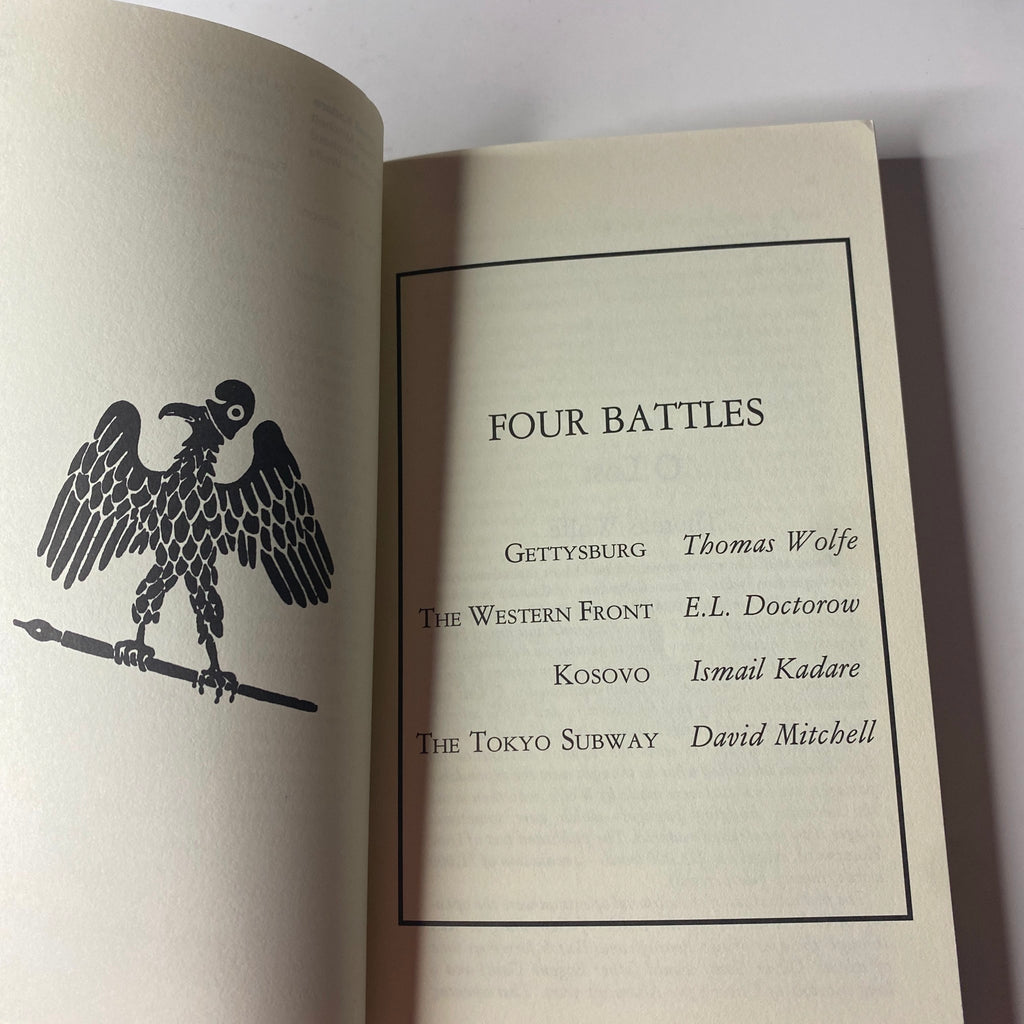 FOUR BATTLES
GETTYSBURG Thomas Wolfe
THE WESTERN FRONT E.L. Doctorow
KOSOVO Ismail Kadare
THE TOKYO SUBWAY David Mitchell